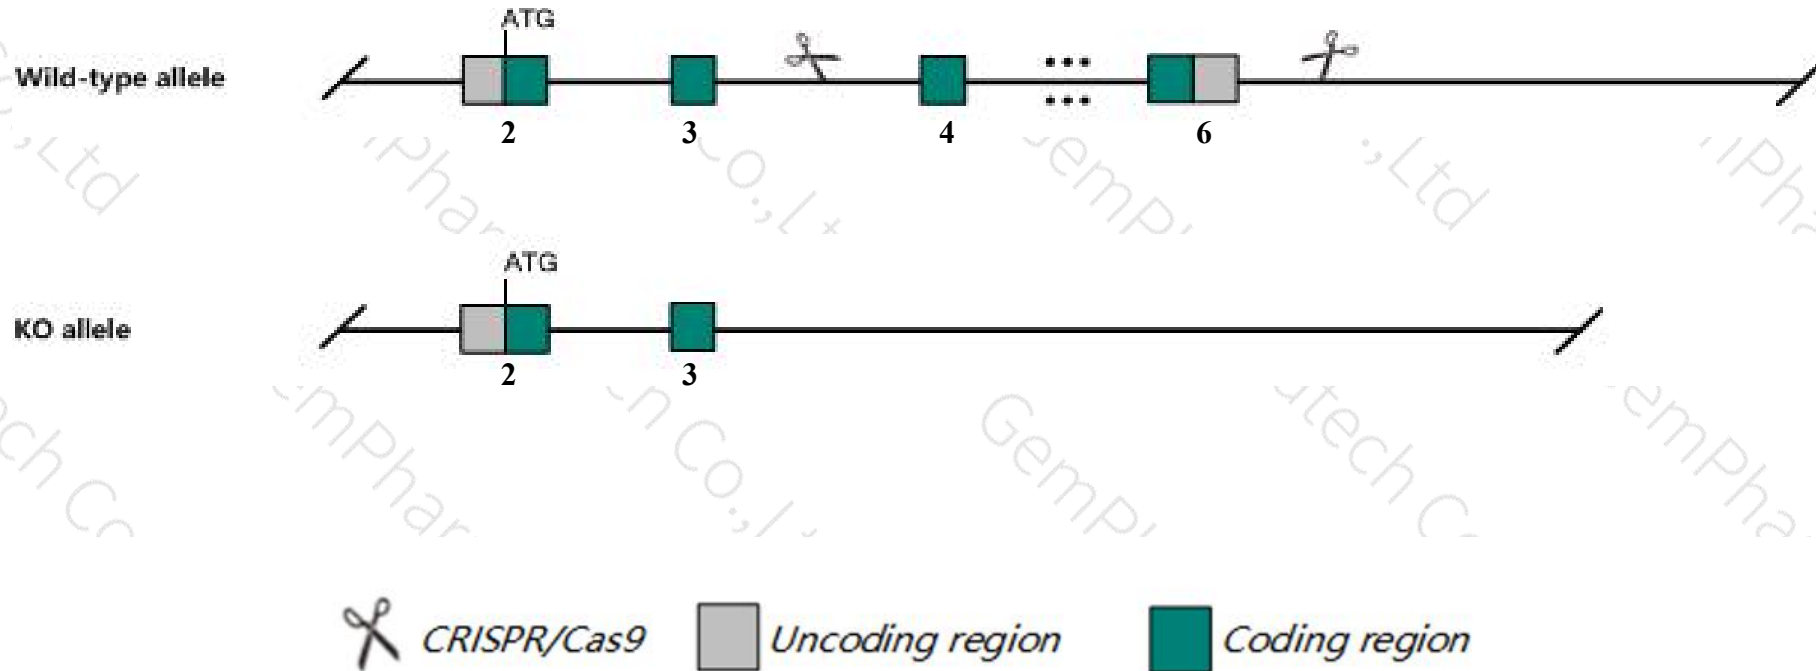 ATG
Wild-type allele
2 3 4 6
ATG
KO allele
2 3
CRISPR/Cas9 Uncoding region Coding region